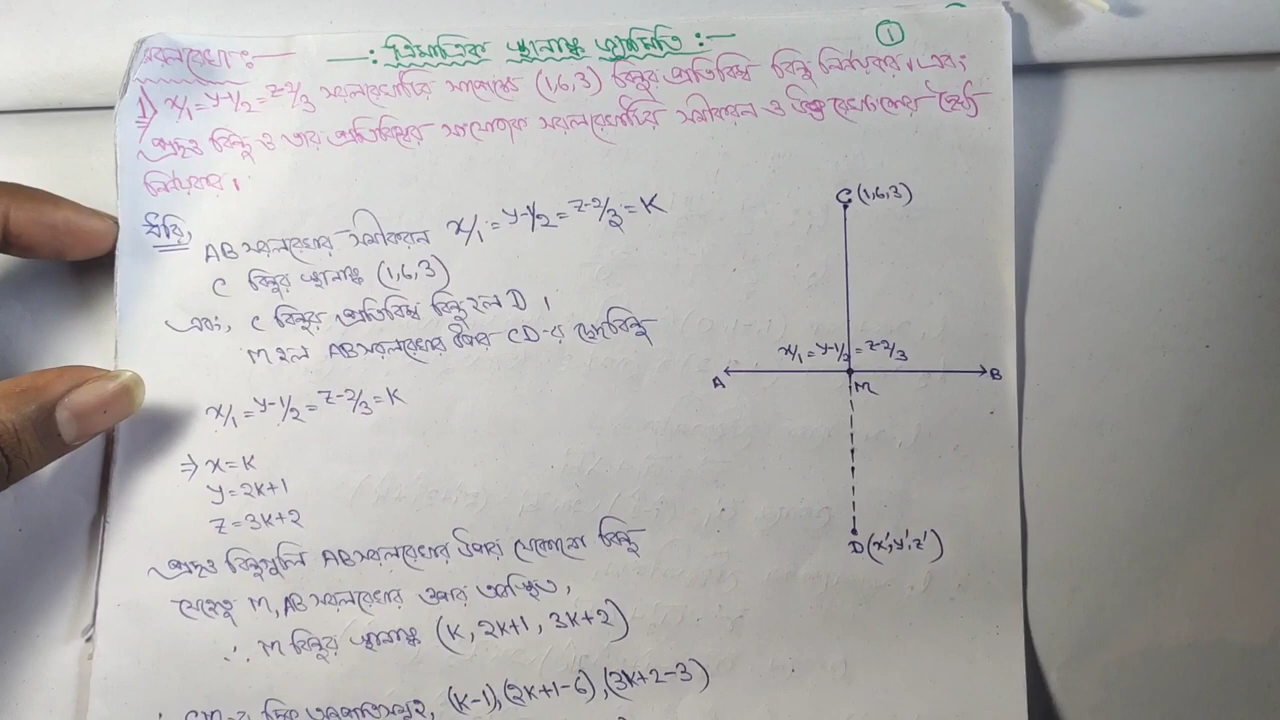 সরলরেখা :—
—: ত্রিমাত্রিক স্থানাঙ্ক জ্যামিতি :—
①
1) x/1 = y-1/2 = z-2/3 সরলরেখাটির সাপেক্ষে (1,6,3) বিন্দুর প্রতিবিম্ব বিন্দু নির্ণয় কর। এবং
প্রদত্ত বিন্দু ও তার প্রতিবিম্বের সংযোজক সরলরেখাটির সমীকরণ ও উক্ত রেখাংশের দৈর্ঘ্য
নির্ণয় কর।
ধরি,
AB সরলরেখার সমীকরণ x/1 = y-1/2 = z-2/3 = K
C বিন্দুর স্থানাঙ্ক (1,6,3)
এবং, C বিন্দুর প্রতিবিম্ব বিন্দু হল D ।
M হল AB সরলরেখার উপর CD-র ছেদবিন্দু
x/1 = y-1/2 = z-2/3 = K
⇒ x = K
y = 2K+1
z = 3K+2
প্রদত্ত বিন্দুগুলি AB সরলরেখার উপর যেকোনো বিন্দু
যেহেতু M, AB সরলরেখার উপর অবস্থিত,
∴ M বিন্দুর স্থানাঙ্ক (K, 2K+1, 3K+2)
(K-1), (2K+1-6), (3K+2-3)
C (1,6,3)
x/1 = y-1/2 = z-2/3
A
B
M
D (x', y', z')